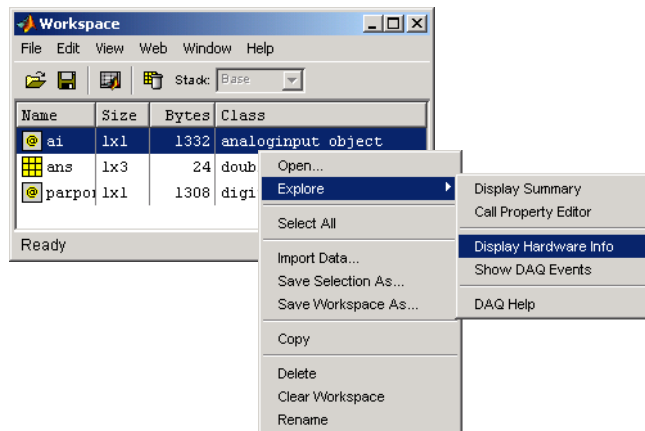 Workspace
File Edit View Web Window Help
Stack: Base
Name Size Bytes Class
ai 1x1 1332 analoginput object
ans 1x3 24 doub
parpor 1x1 1308 digi
Ready
Open...
Explore
Select All
Import Data...
Save Selection As...
Save Workspace As...
Copy
Delete
Clear Workspace
Rename
Display Summary
Call Property Editor
Display Hardware Info
Show DAQ Events
DAQ Help